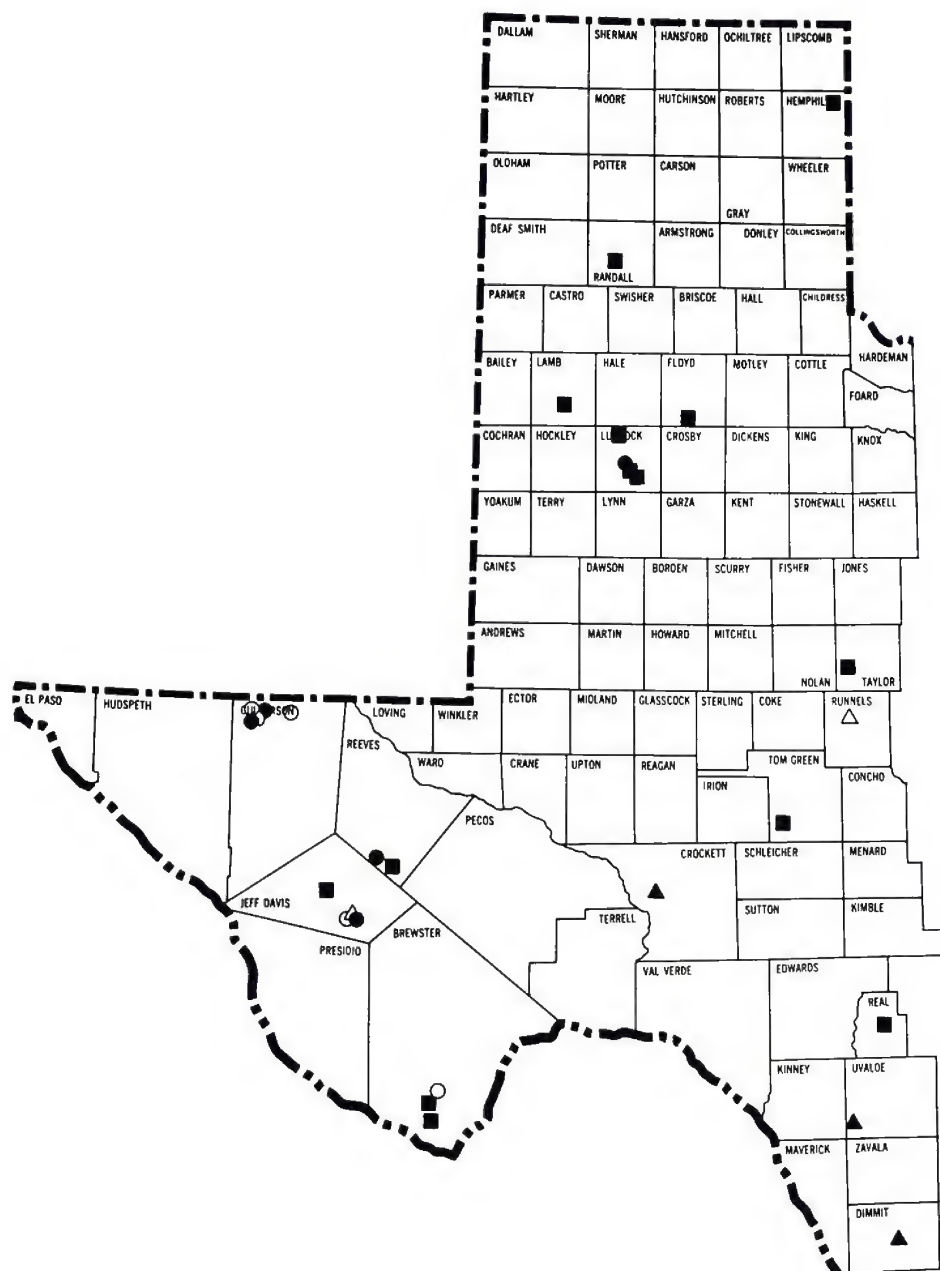 DALLAM SHERMAN HANSFORD OCHILTREE LIPSCOMB
HARTLEY MOORE HUTCHINSON ROBERTS HEMPHIL
OLDHAM POTTER CARSON WHEELER
GRAY
DEAF SMITH ARMSTRONG DONLEY COLLINGSWORTH
RANDALL
PARMER CASTRO SWISHER BRISCOE HALL CHILDRESS
HARDEMAN
BAILEY LAMB HALE FLOYD MOTLEY COTTLE
FOARD
COCHRAN HOCKLEY LU OCK CROSBY DICKENS KING KNOX
YOAKUM TERRY LYNN GARZA KENT STONEWALL HASKELL
GAINES DAWSON BORDEN SCURRY FISHER JONES
ANDREWS MARTIN HOWARD MITCHELL
NOLAN TAYLOR
EL PASO HUDSPETH ECTOR MIDLAND GLASSCOCK STERLING COKE RUNNELS
LOVING WINKLER
REEVES
WARD CRANE UPTON REAGAN TOM GREEN
IRION CONCHO
PECOS
CROCKETT SCHLEICHER MENARD
JEFF DAVIS SUTTON KIMBLE
TERRELL
BREWSTER
PRESIDIO
VAL VERDE EDWARDS
REAL
KINNEY UVALDE
MAVERICK ZAVALA
DIMMIT